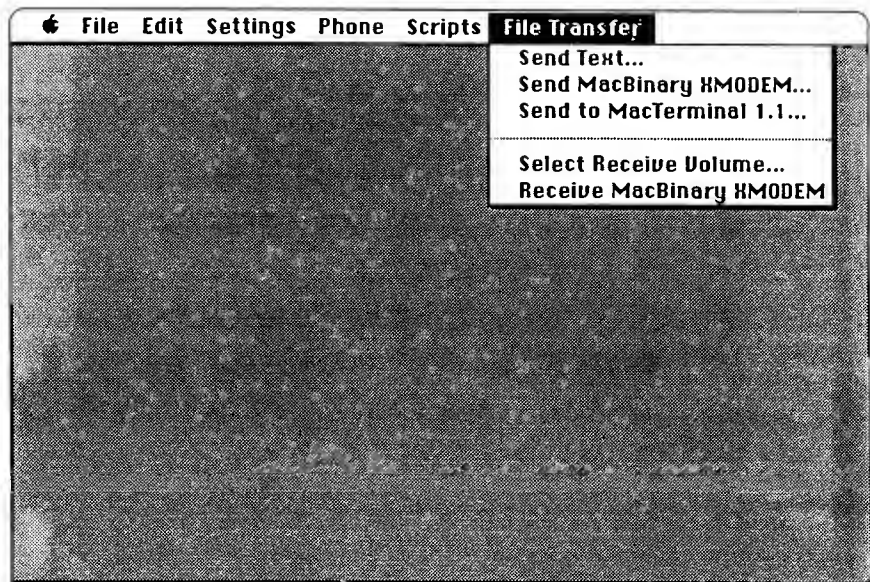 File Edit Settings Phone Scripts File Transfer
Send Text...
Send MacBinary XMODEM...
Send to MacTerminal 1.1...
Select Receive Volume...
Receive MacBinary XMODEM